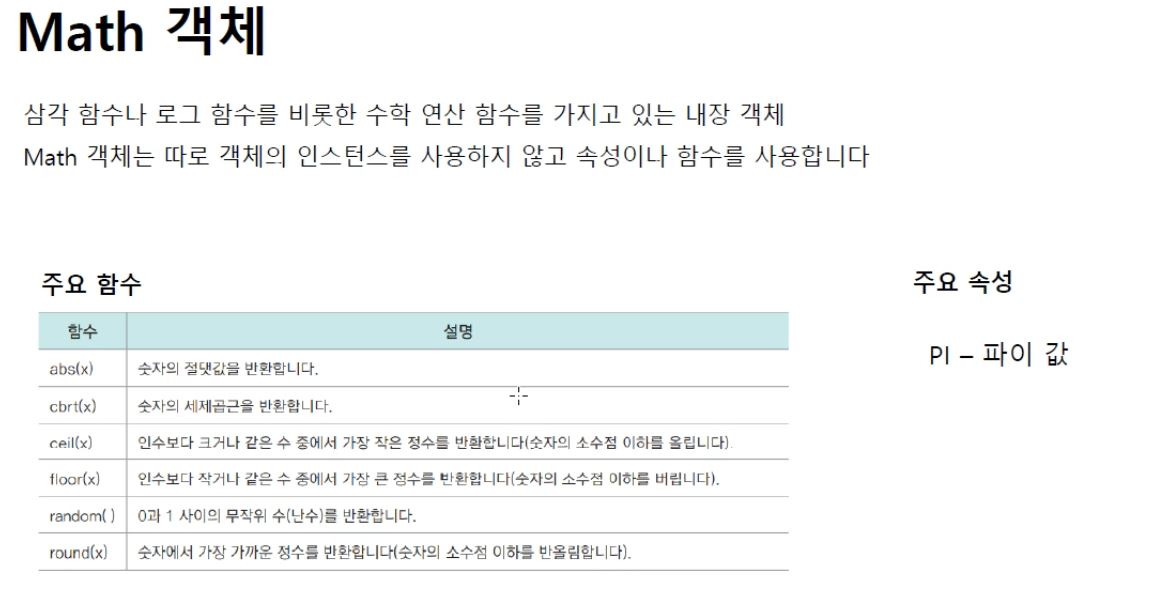 Math 객체
삼각 함수나 로그 함수를 비롯한 수학 연산 함수를 가지고 있는 내장 객체
Math 객체는 따로 객체의 인스턴스를 사용하지 않고 속성이나 함수를 사용합니다
주요 함수
함수 설명
abs(x) 숫자의 절댓값을 반환합니다.
cbrt(x) 숫자의 세제곱근을 반환합니다.
ceil(x) 인수보다 크거나 같은 수 중에서 가장 작은 정수를 반환합니다(숫자의 소수점 이하를 올립니다).
floor(x) 인수보다 작거나 같은 수 중에서 가장 큰 정수를 반환합니다(숫자의 소수점 이하를 버립니다).
random( ) 0과 1 사이의 무작위 수(난수)를 반환합니다.
round(x) 숫자에서 가장 가까운 정수를 반환합니다(숫자의 소수점 이하를 반올림합니다).
주요 속성
PI – 파이 값